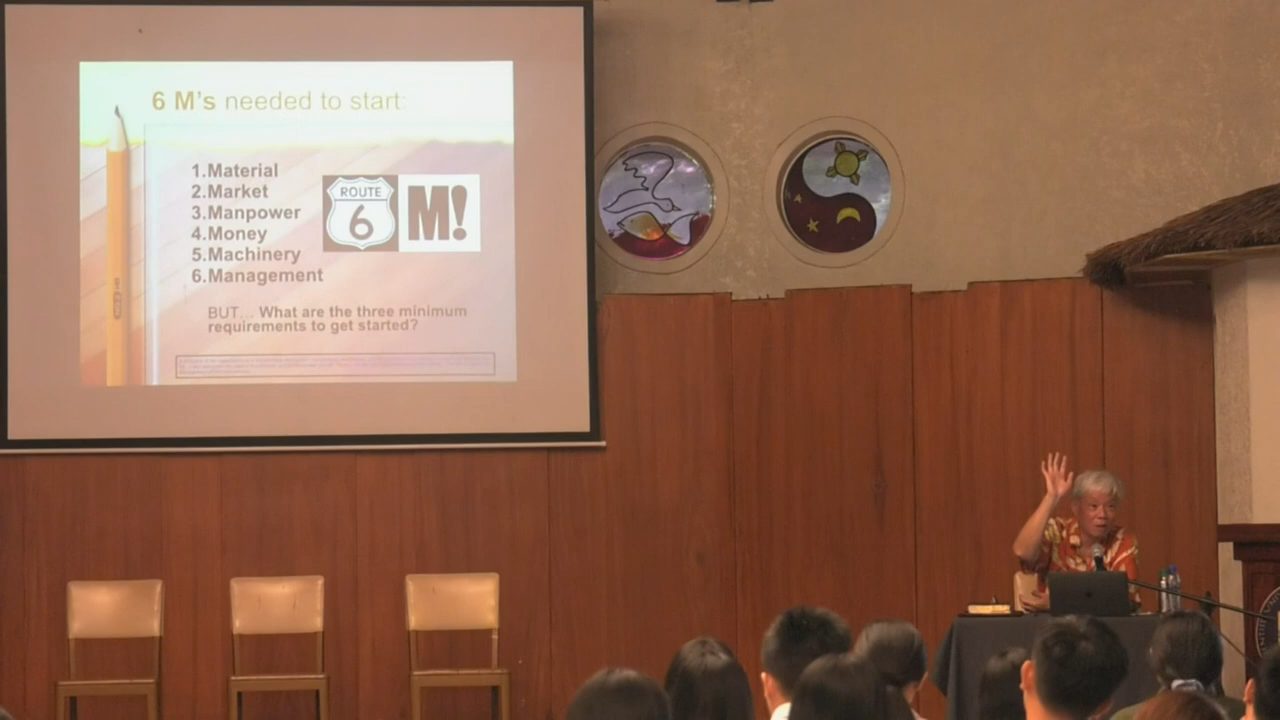 6 M's needed to start:
1.Material
2.Market
3.Manpower
4.Money
5.Machinery
6.Management
ROUTE
6
M!
BUT... What are the three minimum
requirements to get started?